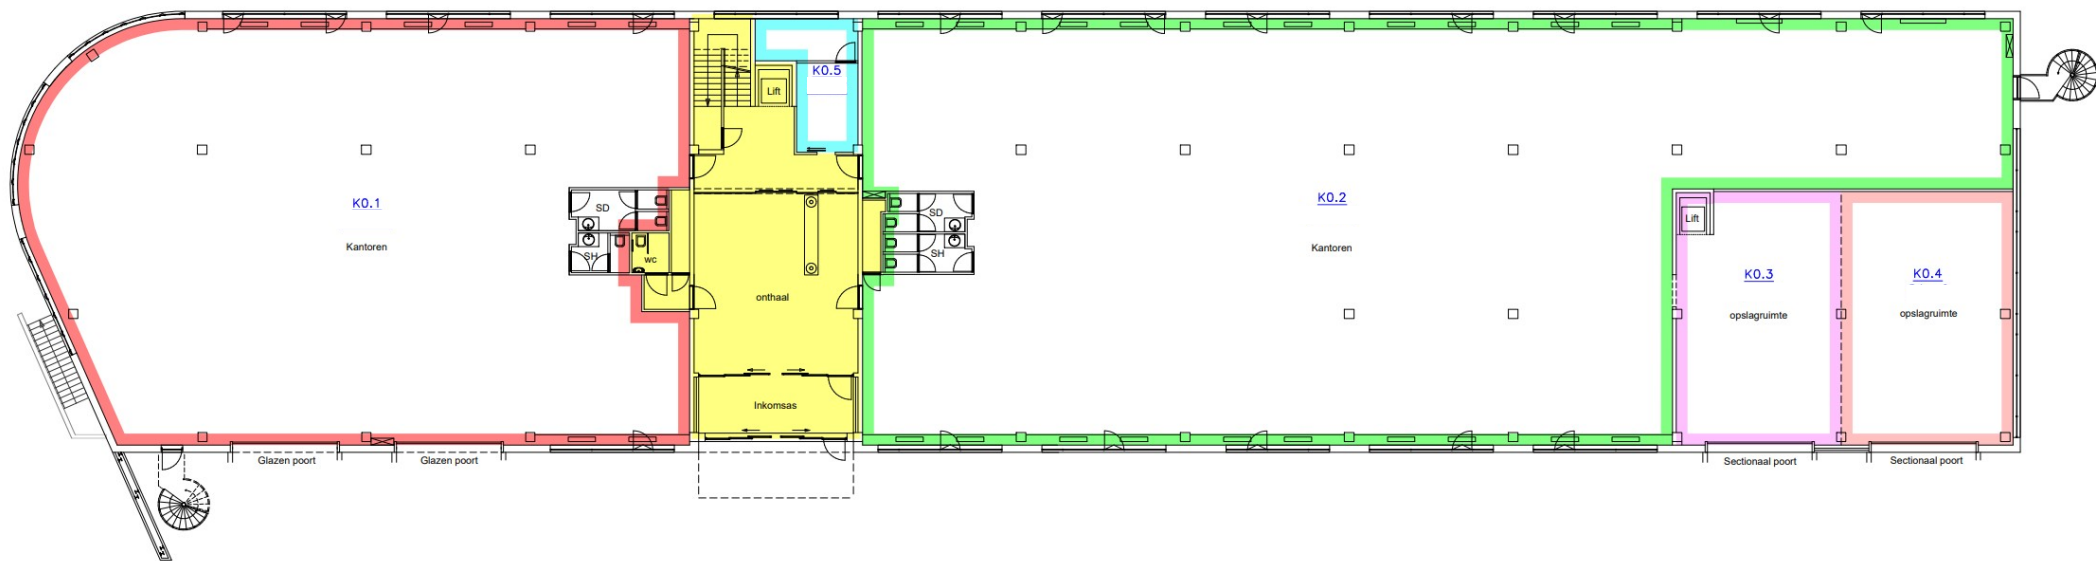 K0.5
Lift
K0.1
Kantoren
SD
SH
wc
onthaal
Inkomsas
SD
SH
K0.2
Kantoren
Lift
K0.3
opslagruimte
K0.4
opslagruimte
Glazen poort
Glazen poort
Sectionaal poort
Sectionaal poort